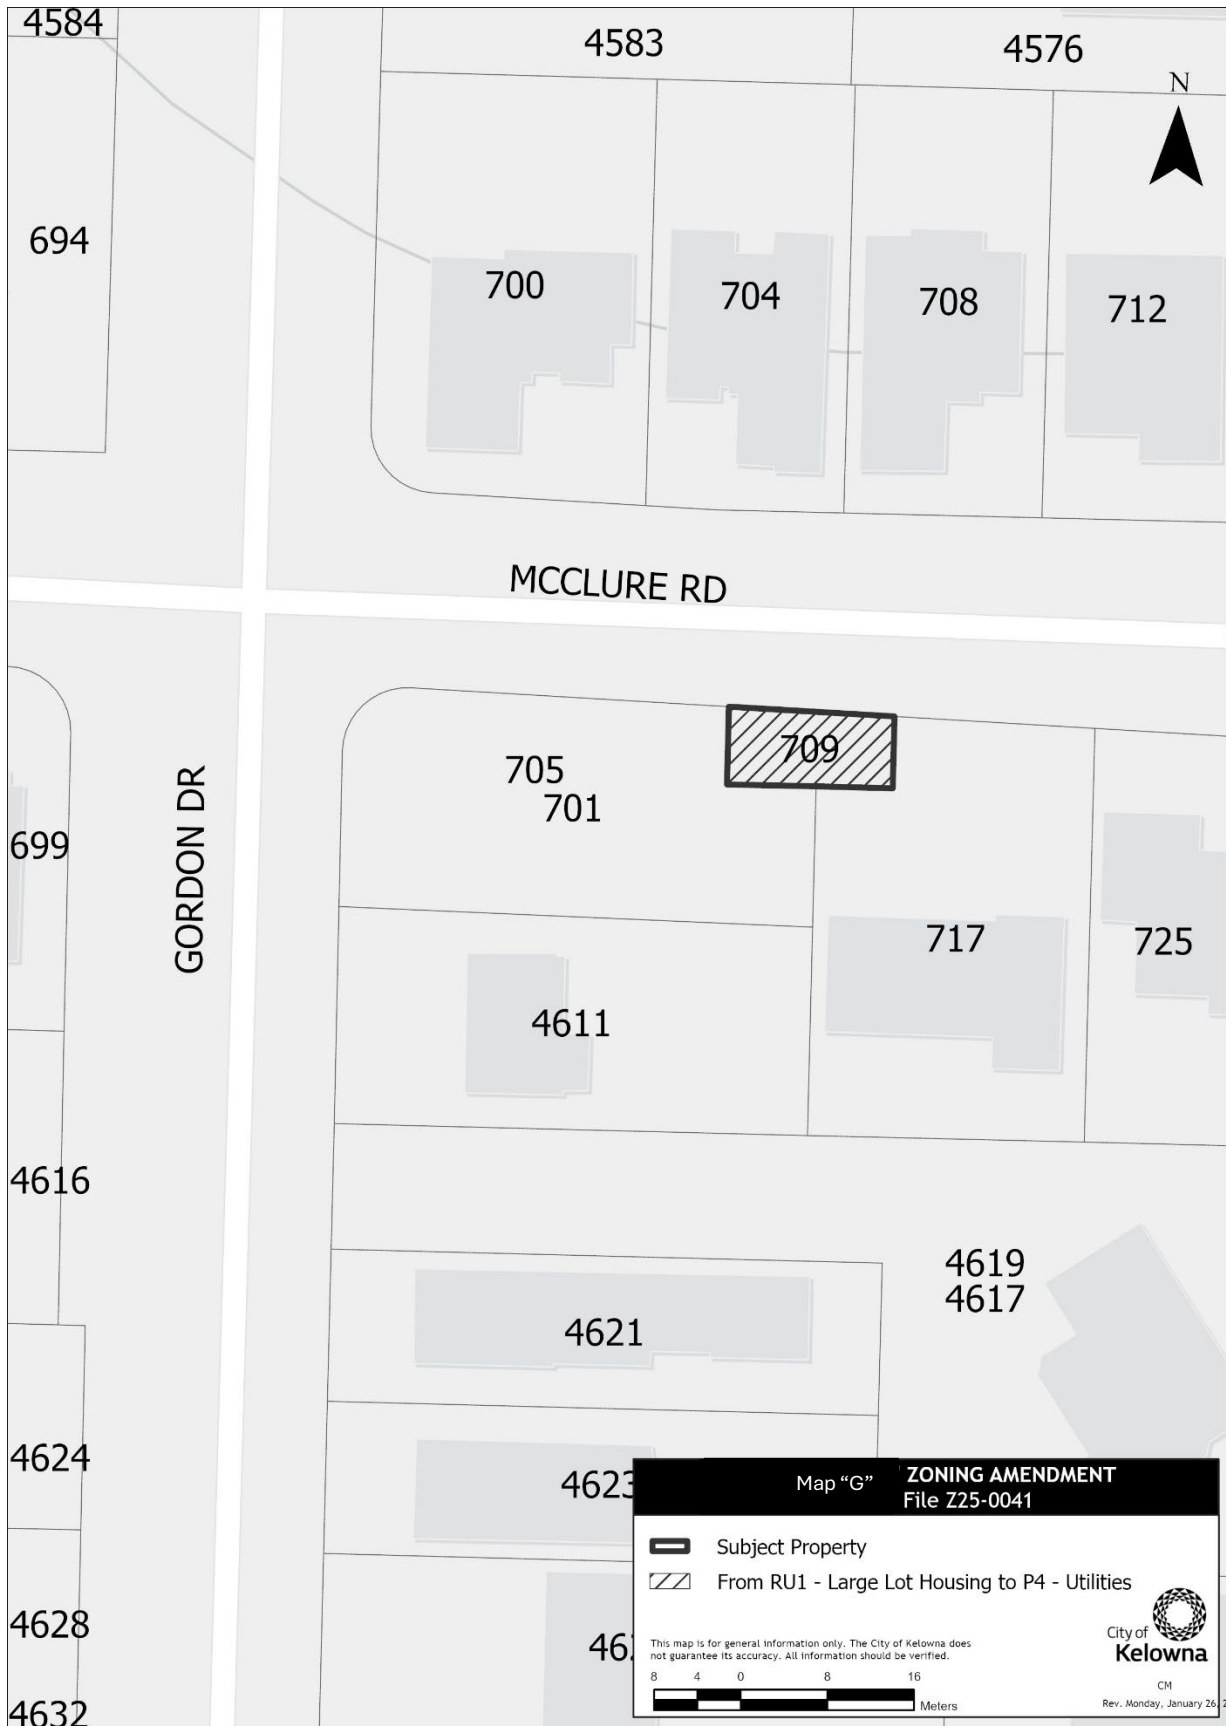 4584
4583
4576
N
694
700
704
708
712
MCCLURE RD
709
705
701
GORDON DR
699
717
725
4611
4616
4619
4617
4621
4624
4623
Map “G”
ZONING AMENDMENT
File Z25-0041
Subject Property
From RU1 - Large Lot Housing to P4 - Utilities
4628
City of
Kelowna
This map is for general information only. The City of Kelowna does
not guarantee its accuracy. All information should be verified.
8 4 0 8 16
Meters
CM
Rev. Monday, January 26,
4632